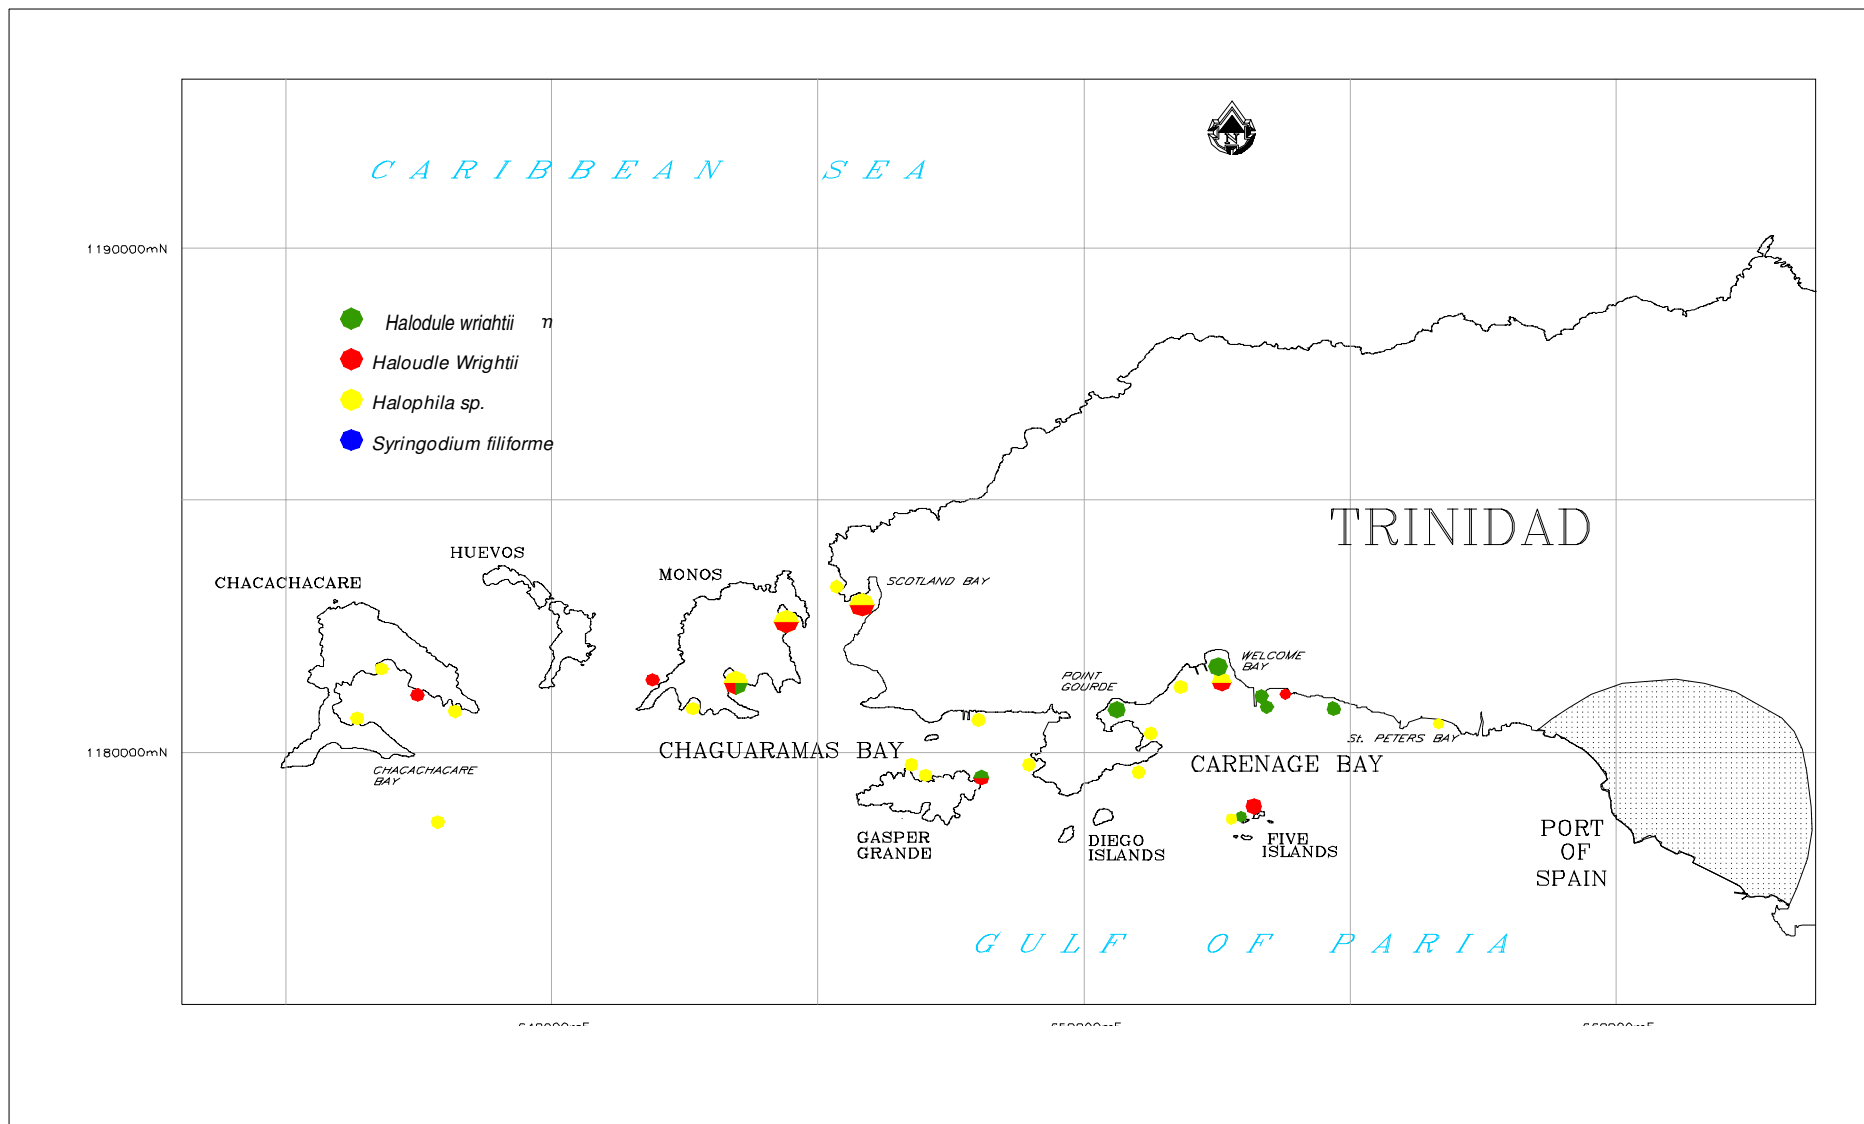 N
CARIBBEAN SEA
1190000mN
Halodule wrightii
Haloudle Wrightii
Halophila sp.
Syringodium filiforme
TRINIDAD
HUEVOS
CHACACHACARE
MONOS
SCOTLAND BAY
WELCOME
BAY
POINT
GOURDE
St. PETERS BAY
1180000mN
CHAGUARAMAS BAY
CARENAGE BAY
CHACACHACARE
BAY
GASPER
GRANDE
DIEGO
ISLANDS
FIVE
ISLANDS
PORT
OF
SPAIN
GULF OF PARIA